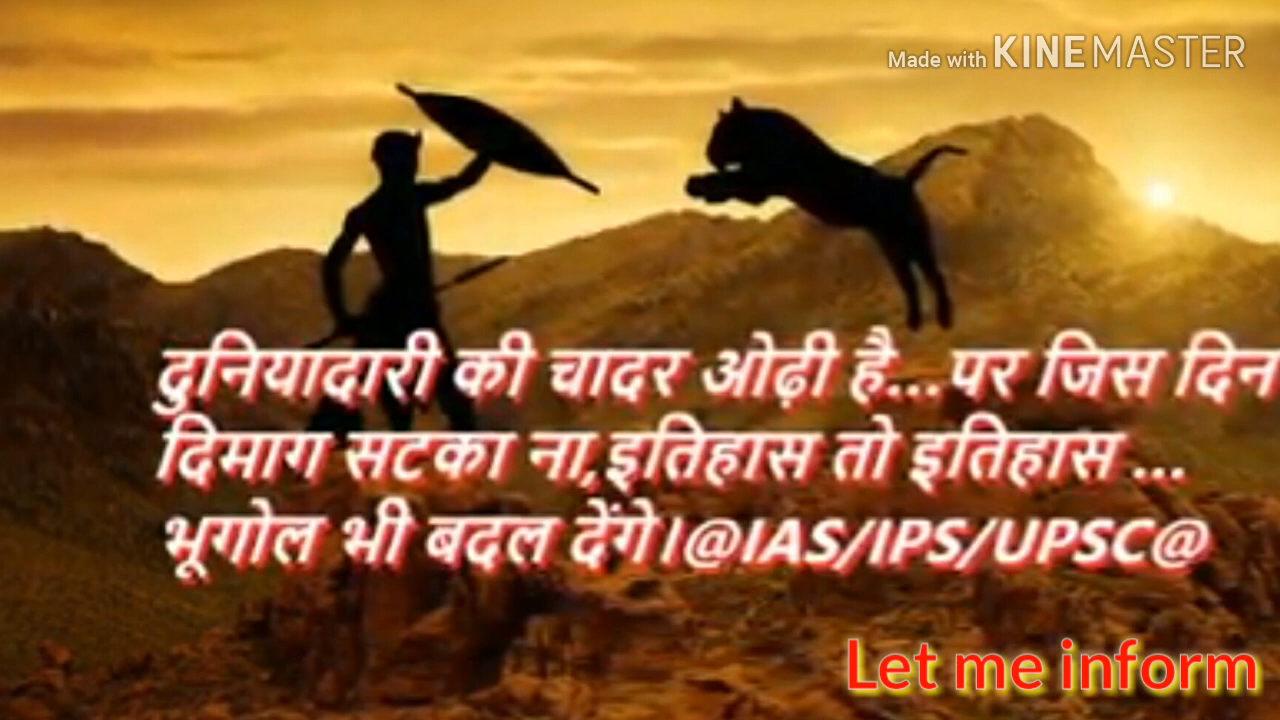 Made with KINEMASTER
दुनियादारी की चादर ओढ़ी है...पर जिस दिन
दिमाग सटका ना,इतिहास तो इतिहास ...
भूगोल भी बदल देंगे।@IAS/IPS/UPSC@
Let me inform